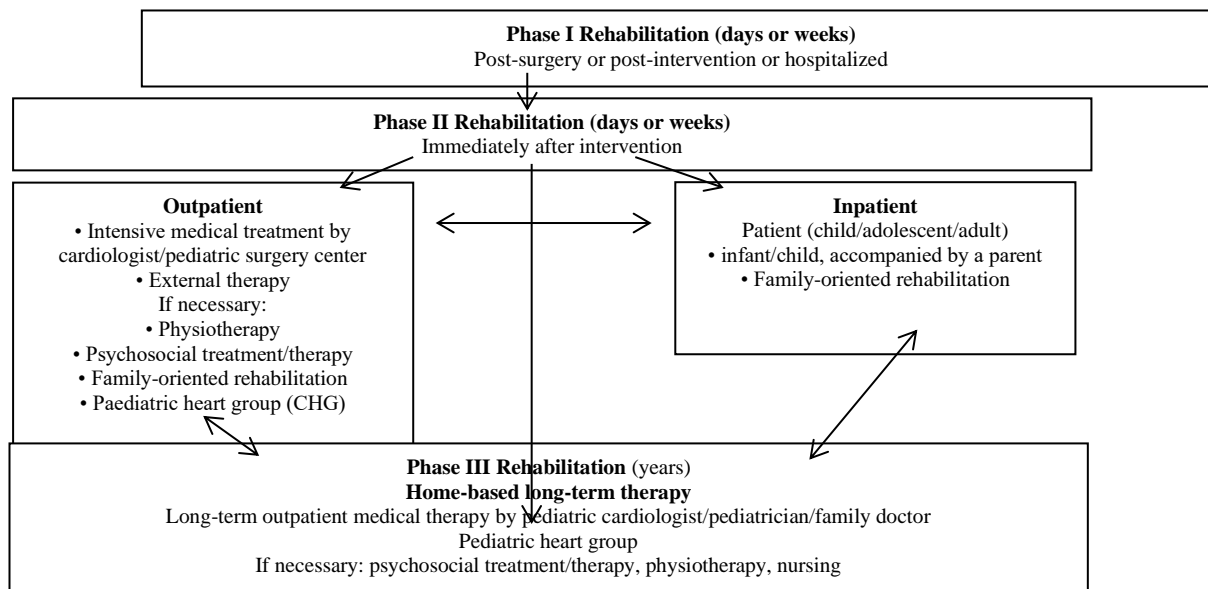 Phase I Rehabilitation (days or weeks)
Post-surgery or post-intervention or hospitalized
Phase II Rehabilitation (days or weeks)
Immediately after intervention
Outpatient
• Intensive medical treatment by
cardiologist/pediatric surgery center
• External therapy
If necessary:
• Physiotherapy
• Psychosocial treatment/therapy
• Family-oriented rehabilitation
• Paediatric heart group (CHG)
Inpatient
Patient (child/adolescent/adult)
• infant/child, accompanied by a parent
• Family-oriented rehabilitation
Phase III Rehabilitation (years)
Home-based long-term therapy
Long-term outpatient medical therapy by pediatric cardiologist/pediatrician/family doctor
Pediatric heart group
If necessary: psychosocial treatment/therapy, physiotherapy, nursing